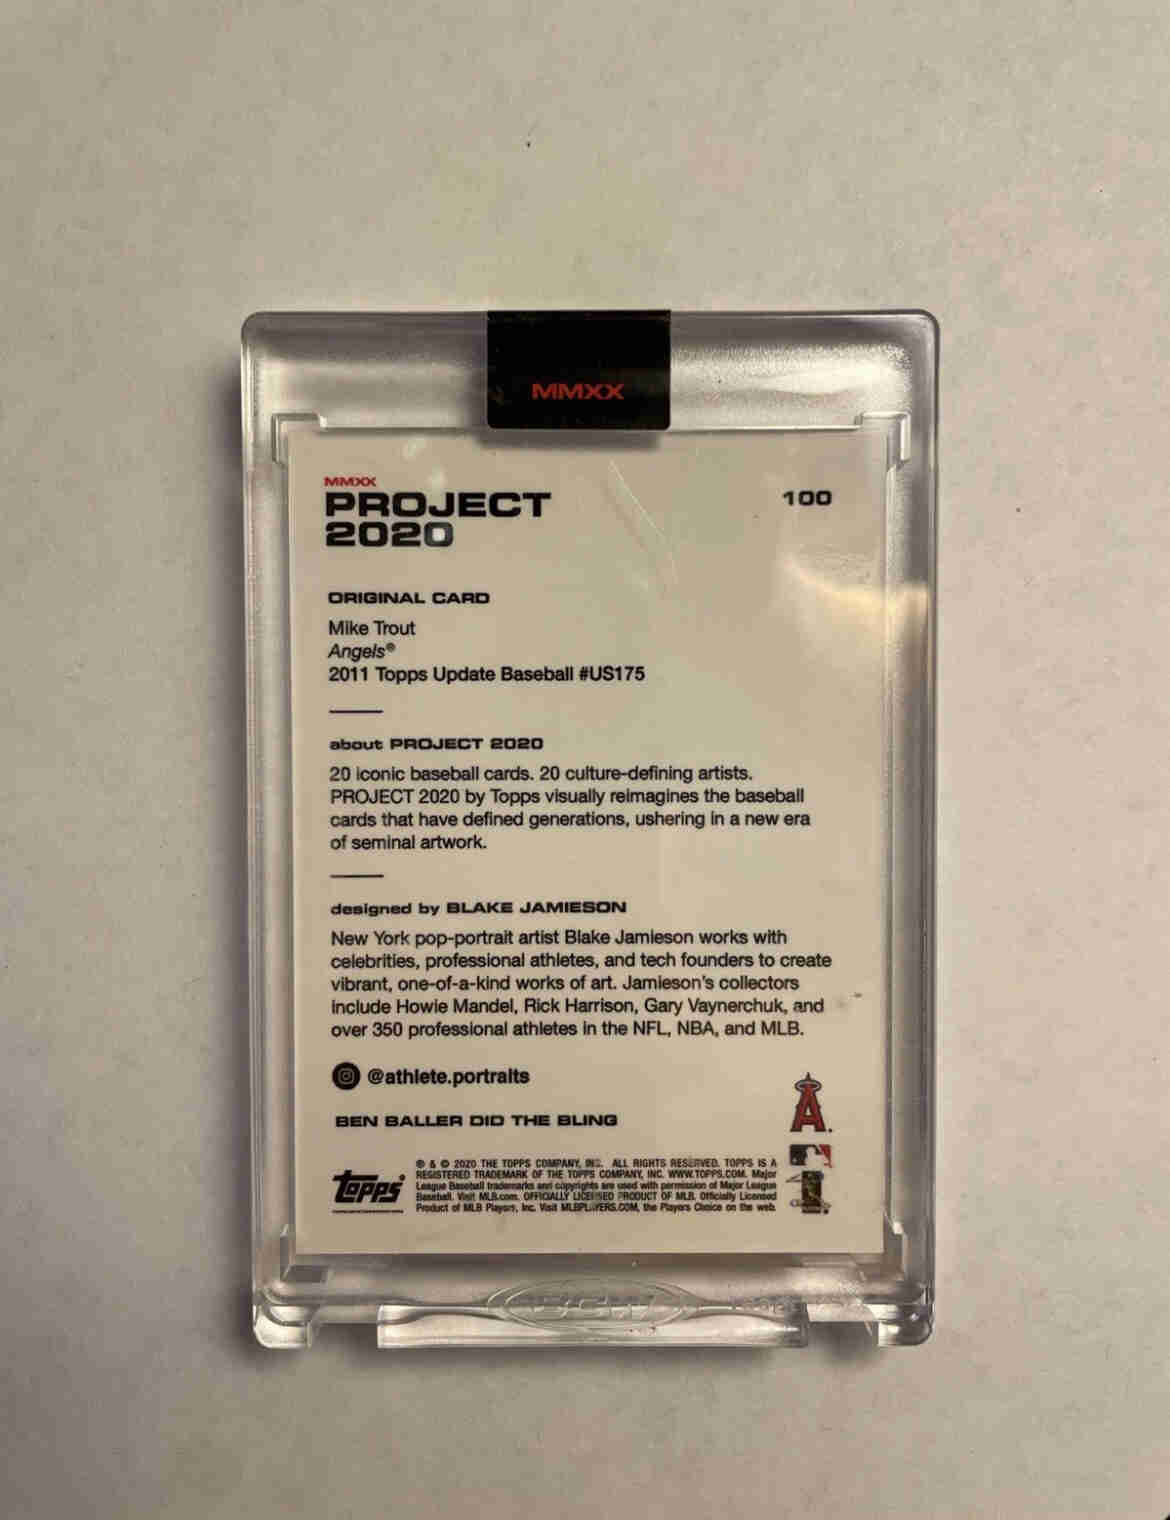 MMXX
MMXX
PROJECT
2020
100
ORIGINAL CARD
Mike Trout
Angels®
2011 Topps Update Baseball #US175
about PROJECT 2020
20 iconic baseball cards. 20 culture-defining artists.
PROJECT 2020 by Topps visually reimagines the baseball
cards that have defined generations, ushering in a new era
of seminal artwork.
designed by BLAKE JAMIESON
New York pop-portrait artist Blake Jamieson works with
celebrities, professional athletes, and tech founders to create
vibrant, one-of-a-kind works of art. Jamieson's collectors
include Howie Mandel, Rick Harrison, Gary Vaynerchuk, and
over 350 professional athletes in the NFL, NBA, and MLB.
@athlete.portraits
BEN BALLER DID THE BLING
A
topps
® & © 2020 THE TOPPS COMPANY, INC. ALL RIGHTS RESERVED. TOPPS IS A
REGISTERED TRADEMARK OF THE TOPPS COMPANY, INC. WWW.TOPPS.COM. Major
League Baseball trademarks and copyrights are used with permission of Major League
Baseball. Visit MLB.com. OFFICIALLY LICENSED PRODUCT OF MLB. Officially Licensed
Product of MLB Players, Inc. Visit MLBPLAYERS.COM, the Players Choice on the web.
BCW